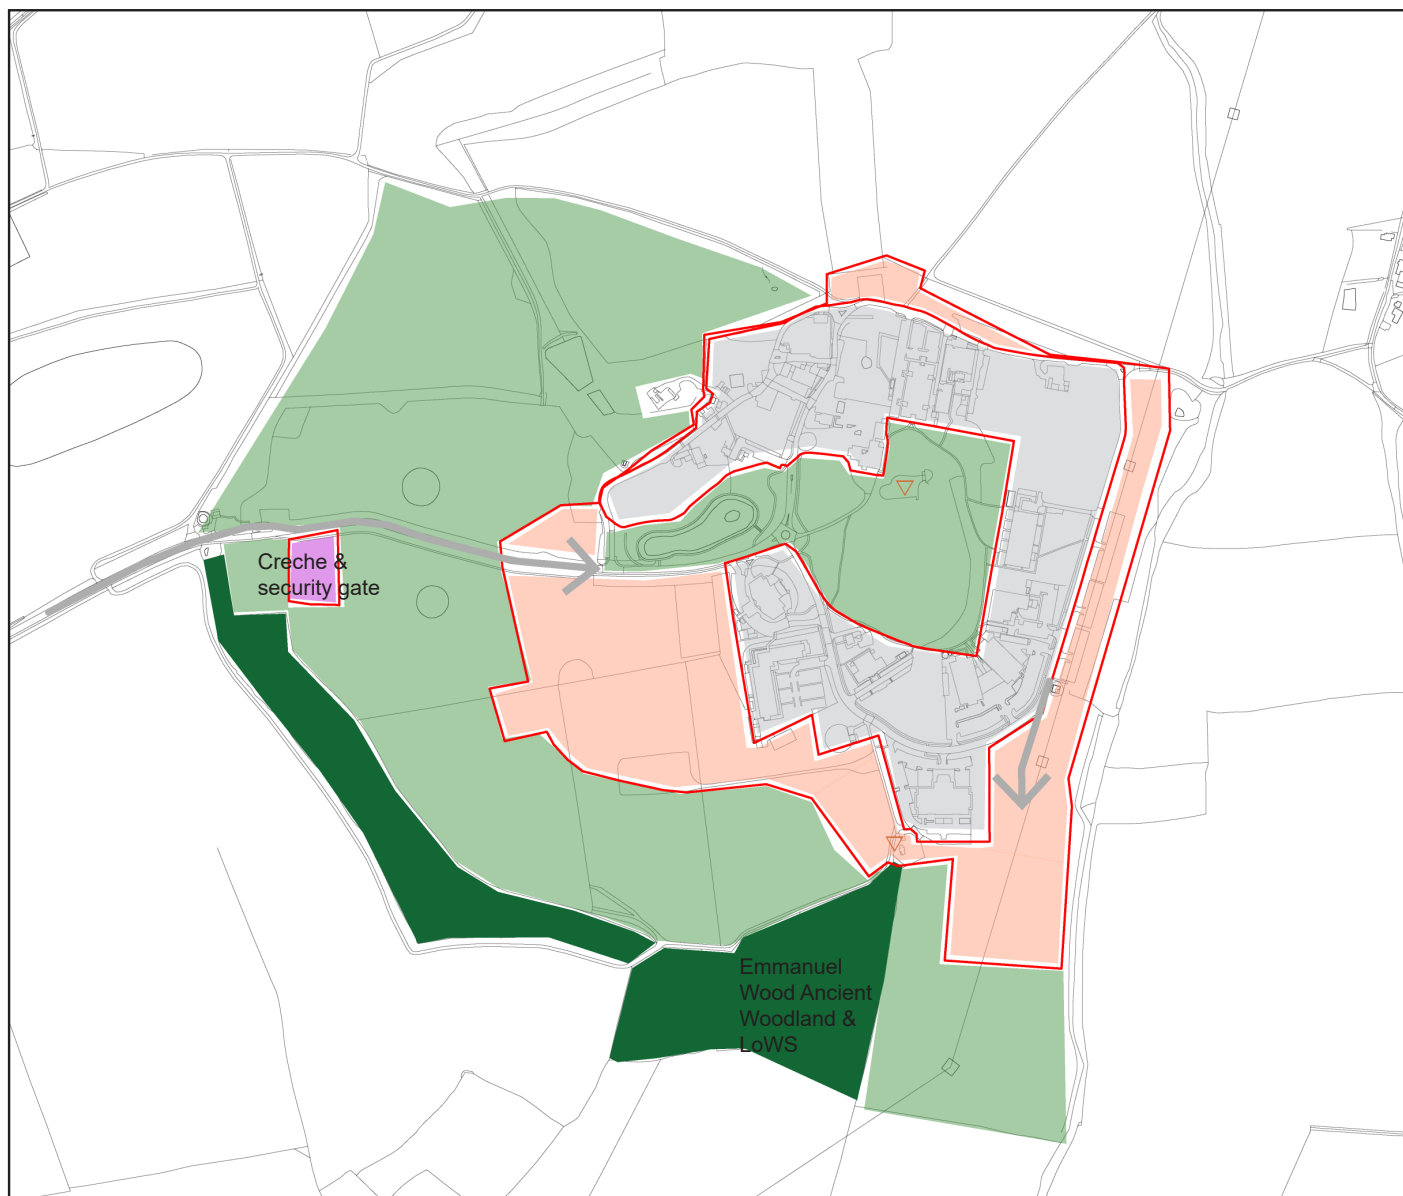 Creche &
security gate
Emmanuel
Wood Ancient
Woodland &
LoWS